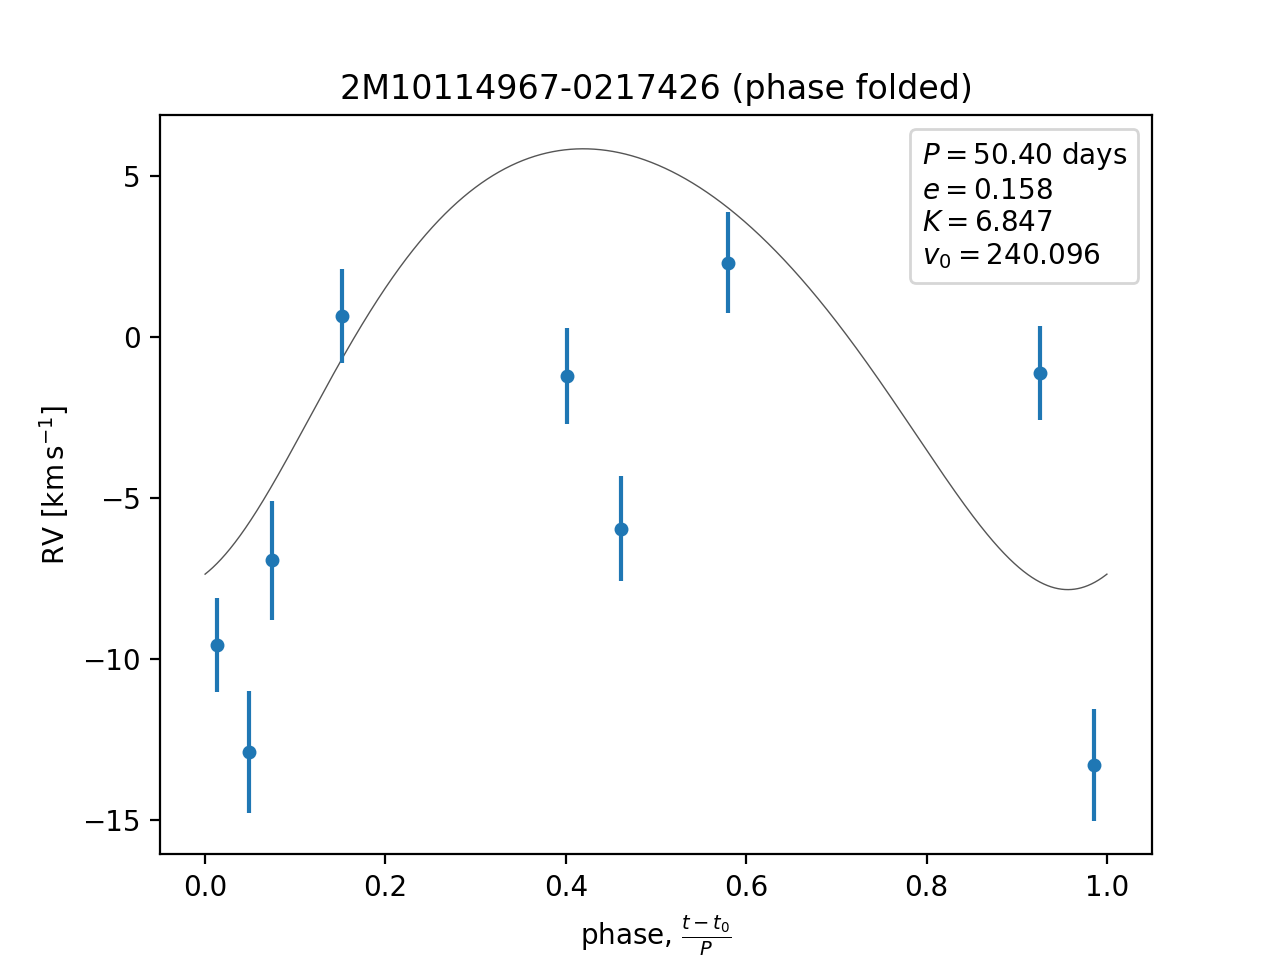 2M10114967-0217426 (phase folded)
P = 50.40 days
e = 0.158
K = 6.847
v₀ = 240.096
5
0
−5
−10
−15
RV [km s⁻¹]
0.0 0.2 0.4 0.6 0.8 1.0
phase, (t − t₀)/P